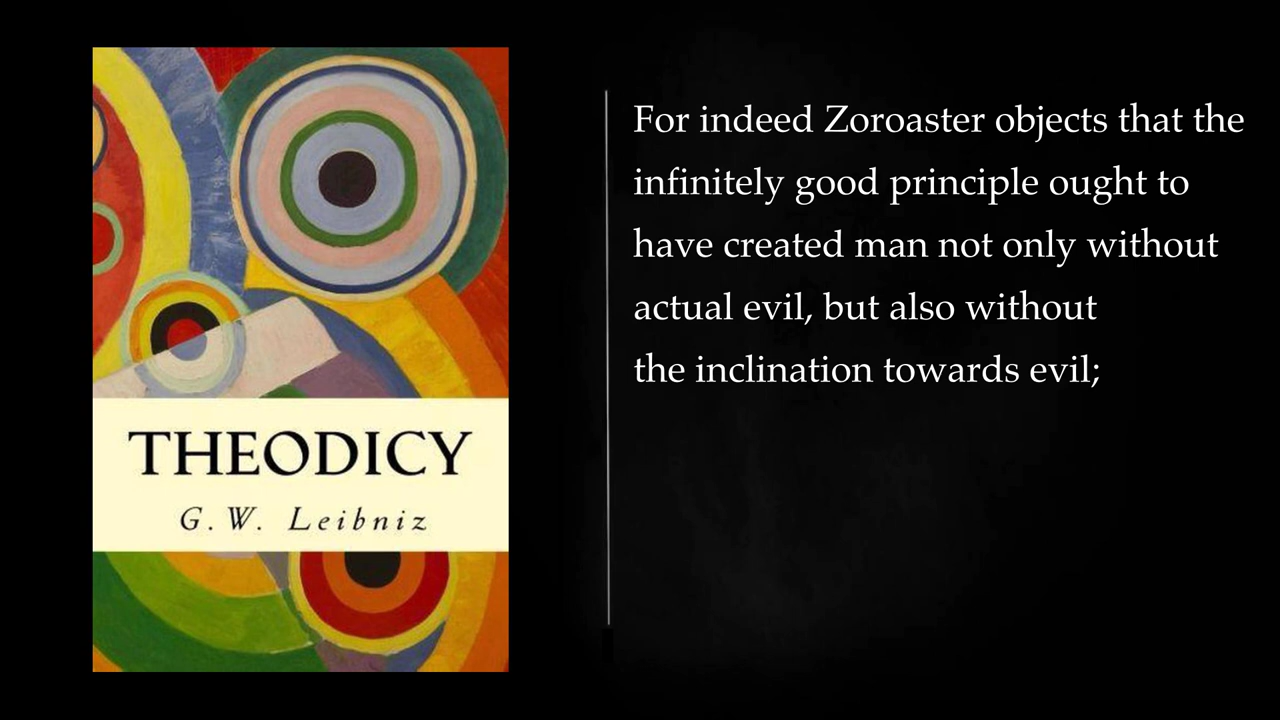 THEODICY
G. W. Leibniz
For indeed Zoroaster objects that the
infinitely good principle ought to
have created man not only without
actual evil, but also without
the inclination towards evil;